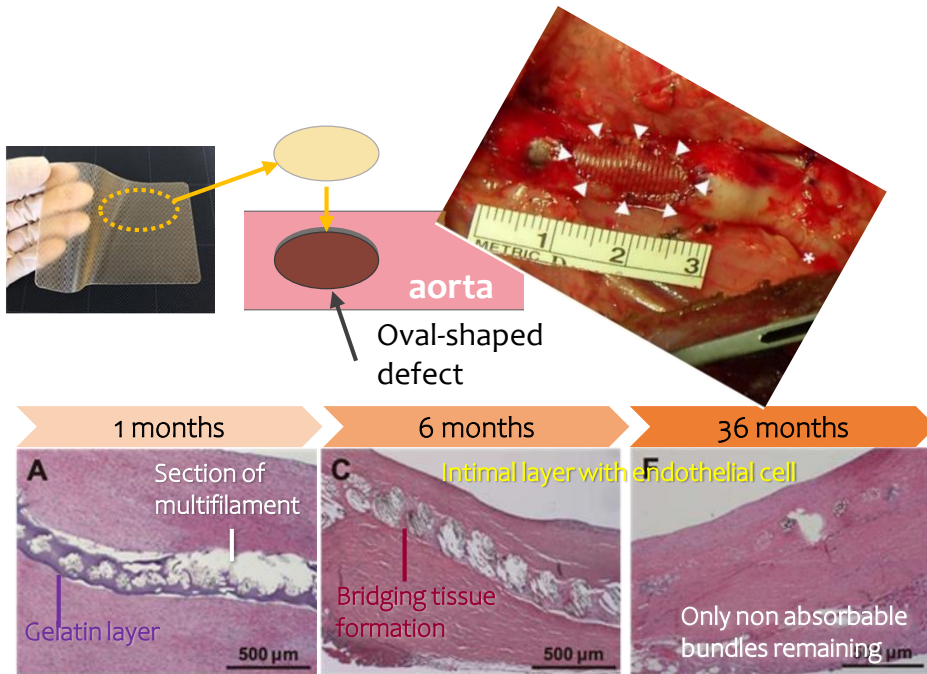 aorta
Oval-shaped
defect
METRIC
1 2 3
*
1 months
6 months
36 months
A
Section of
multifilament
Gelatin layer
500 µm
C
Intimal layer with endothelial cell
Bridging tissue
formation
500 µm
F
Only non absorbable
bundles remaining